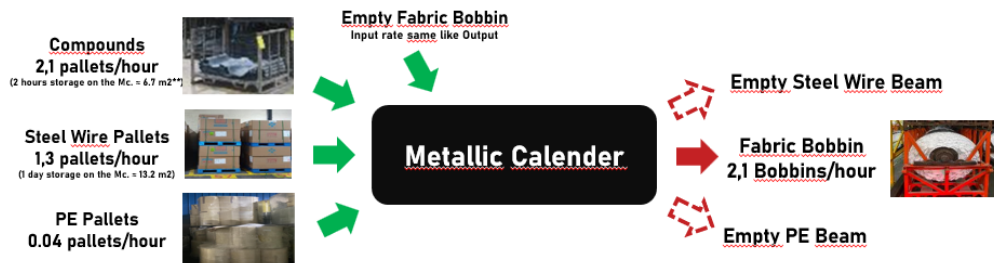 Empty Fabric Bobbin
Input rate same like Output
Compounds
2,1 pallets/hour
(2 hours storage on the Mc. ≈ 6.7 m2**)
Steel Wire Pallets
1,3 pallets/hour
(1 day storage on the Mc. ≈ 13.2 m2)
PE Pallets
0.04 pallets/hour
Metallic Calender
Empty Steel Wire Beam
Fabric Bobbin
2,1 Bobbins/hour
Empty PE Beam